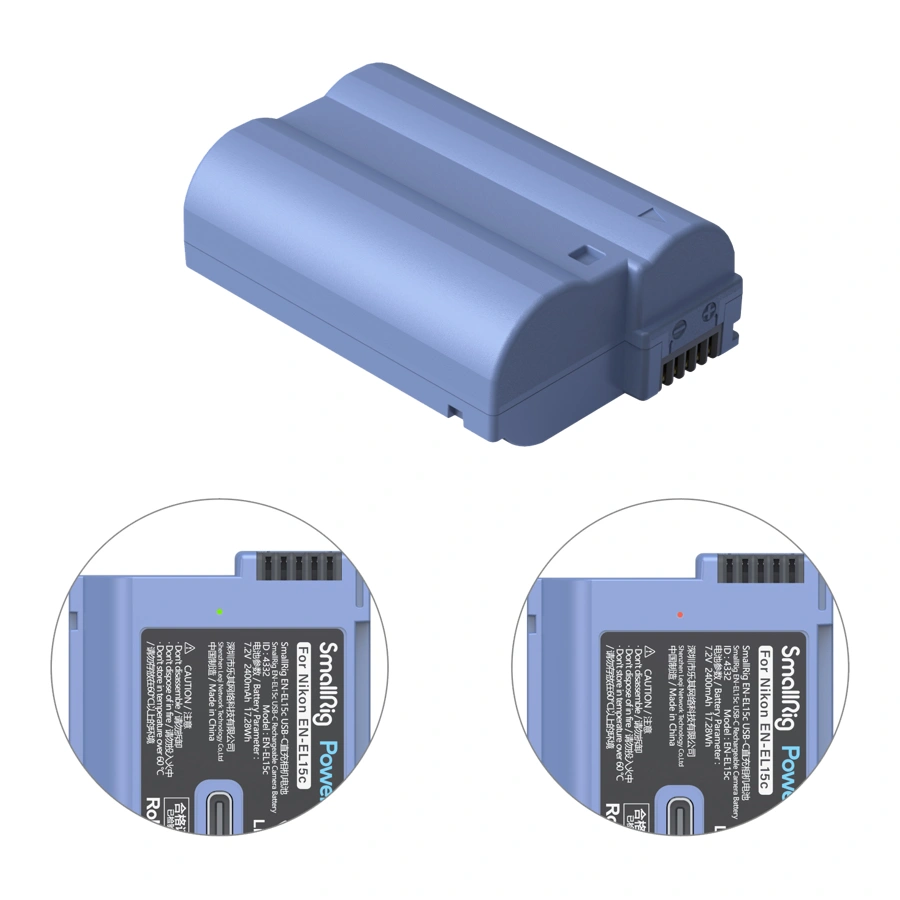 SmallRig Powe
For Nikon EN-EL15c
SmallRig EN-EL15c USB-C直充相机电池
SmallRig EN-EL15c USB-C Rechargeable Camera Battery
ID : 4332 Model : EN-EL15c
电池参数 / Battery Parameter :
7.2V 2400mAh 17.28Wh
深圳市乐其网络科技有限公司
Shenzhen Leqi Network Technology Co.,Ltd
中国制造 / Made in China
⚠ CAUTION / 注意
· Don't disassemble / 请勿拆卸
· Don't dispose of in fire / 请勿投入火中
· Don't store in temperature over 60 ℃
/ 请勿存放在60℃以上的环境
合格
已检
Ro
SmallRig Powe
For Nikon EN-EL15c
SmallRig EN-EL15c USB-C直充相机电池
SmallRig EN-EL15c USB-C Rechargeable Camera Battery
ID : 4332 Model : EN-EL15c
电池参数 / Battery Parameter :
7.2V 2400mAh 17.28Wh
深圳市乐其网络科技有限公司
Shenzhen Leqi Network Technology Co.,Ltd
中国制造 / Made in China
⚠ CAUTION / 注意
· Don't disassemble / 请勿拆卸
· Don't dispose of in fire / 请勿投入火中
· Don't store in temperature over 60 ℃
/ 请勿存放在60℃以上的环境
合格
已检
Ro